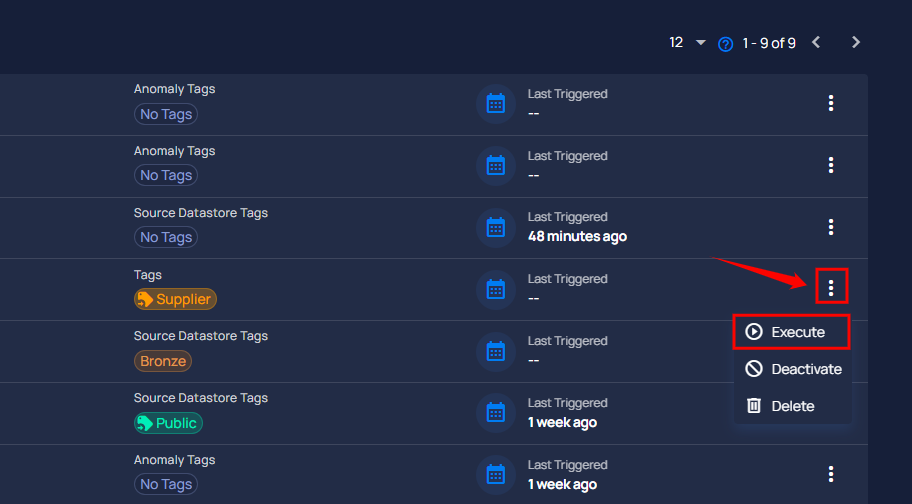 12 1 - 9 of 9
Anomaly Tags
No Tags
Last Triggered
--
Anomaly Tags
No Tags
Last Triggered
--
Source Datastore Tags
No Tags
Last Triggered
48 minutes ago
Tags
Supplier
Last Triggered
--
Execute
Deactivate
Delete
Source Datastore Tags
Bronze
Last Triggered
--
Source Datastore Tags
Public
Last Triggered
1 week ago
Anomaly Tags
No Tags
Last Triggered
1 week ago